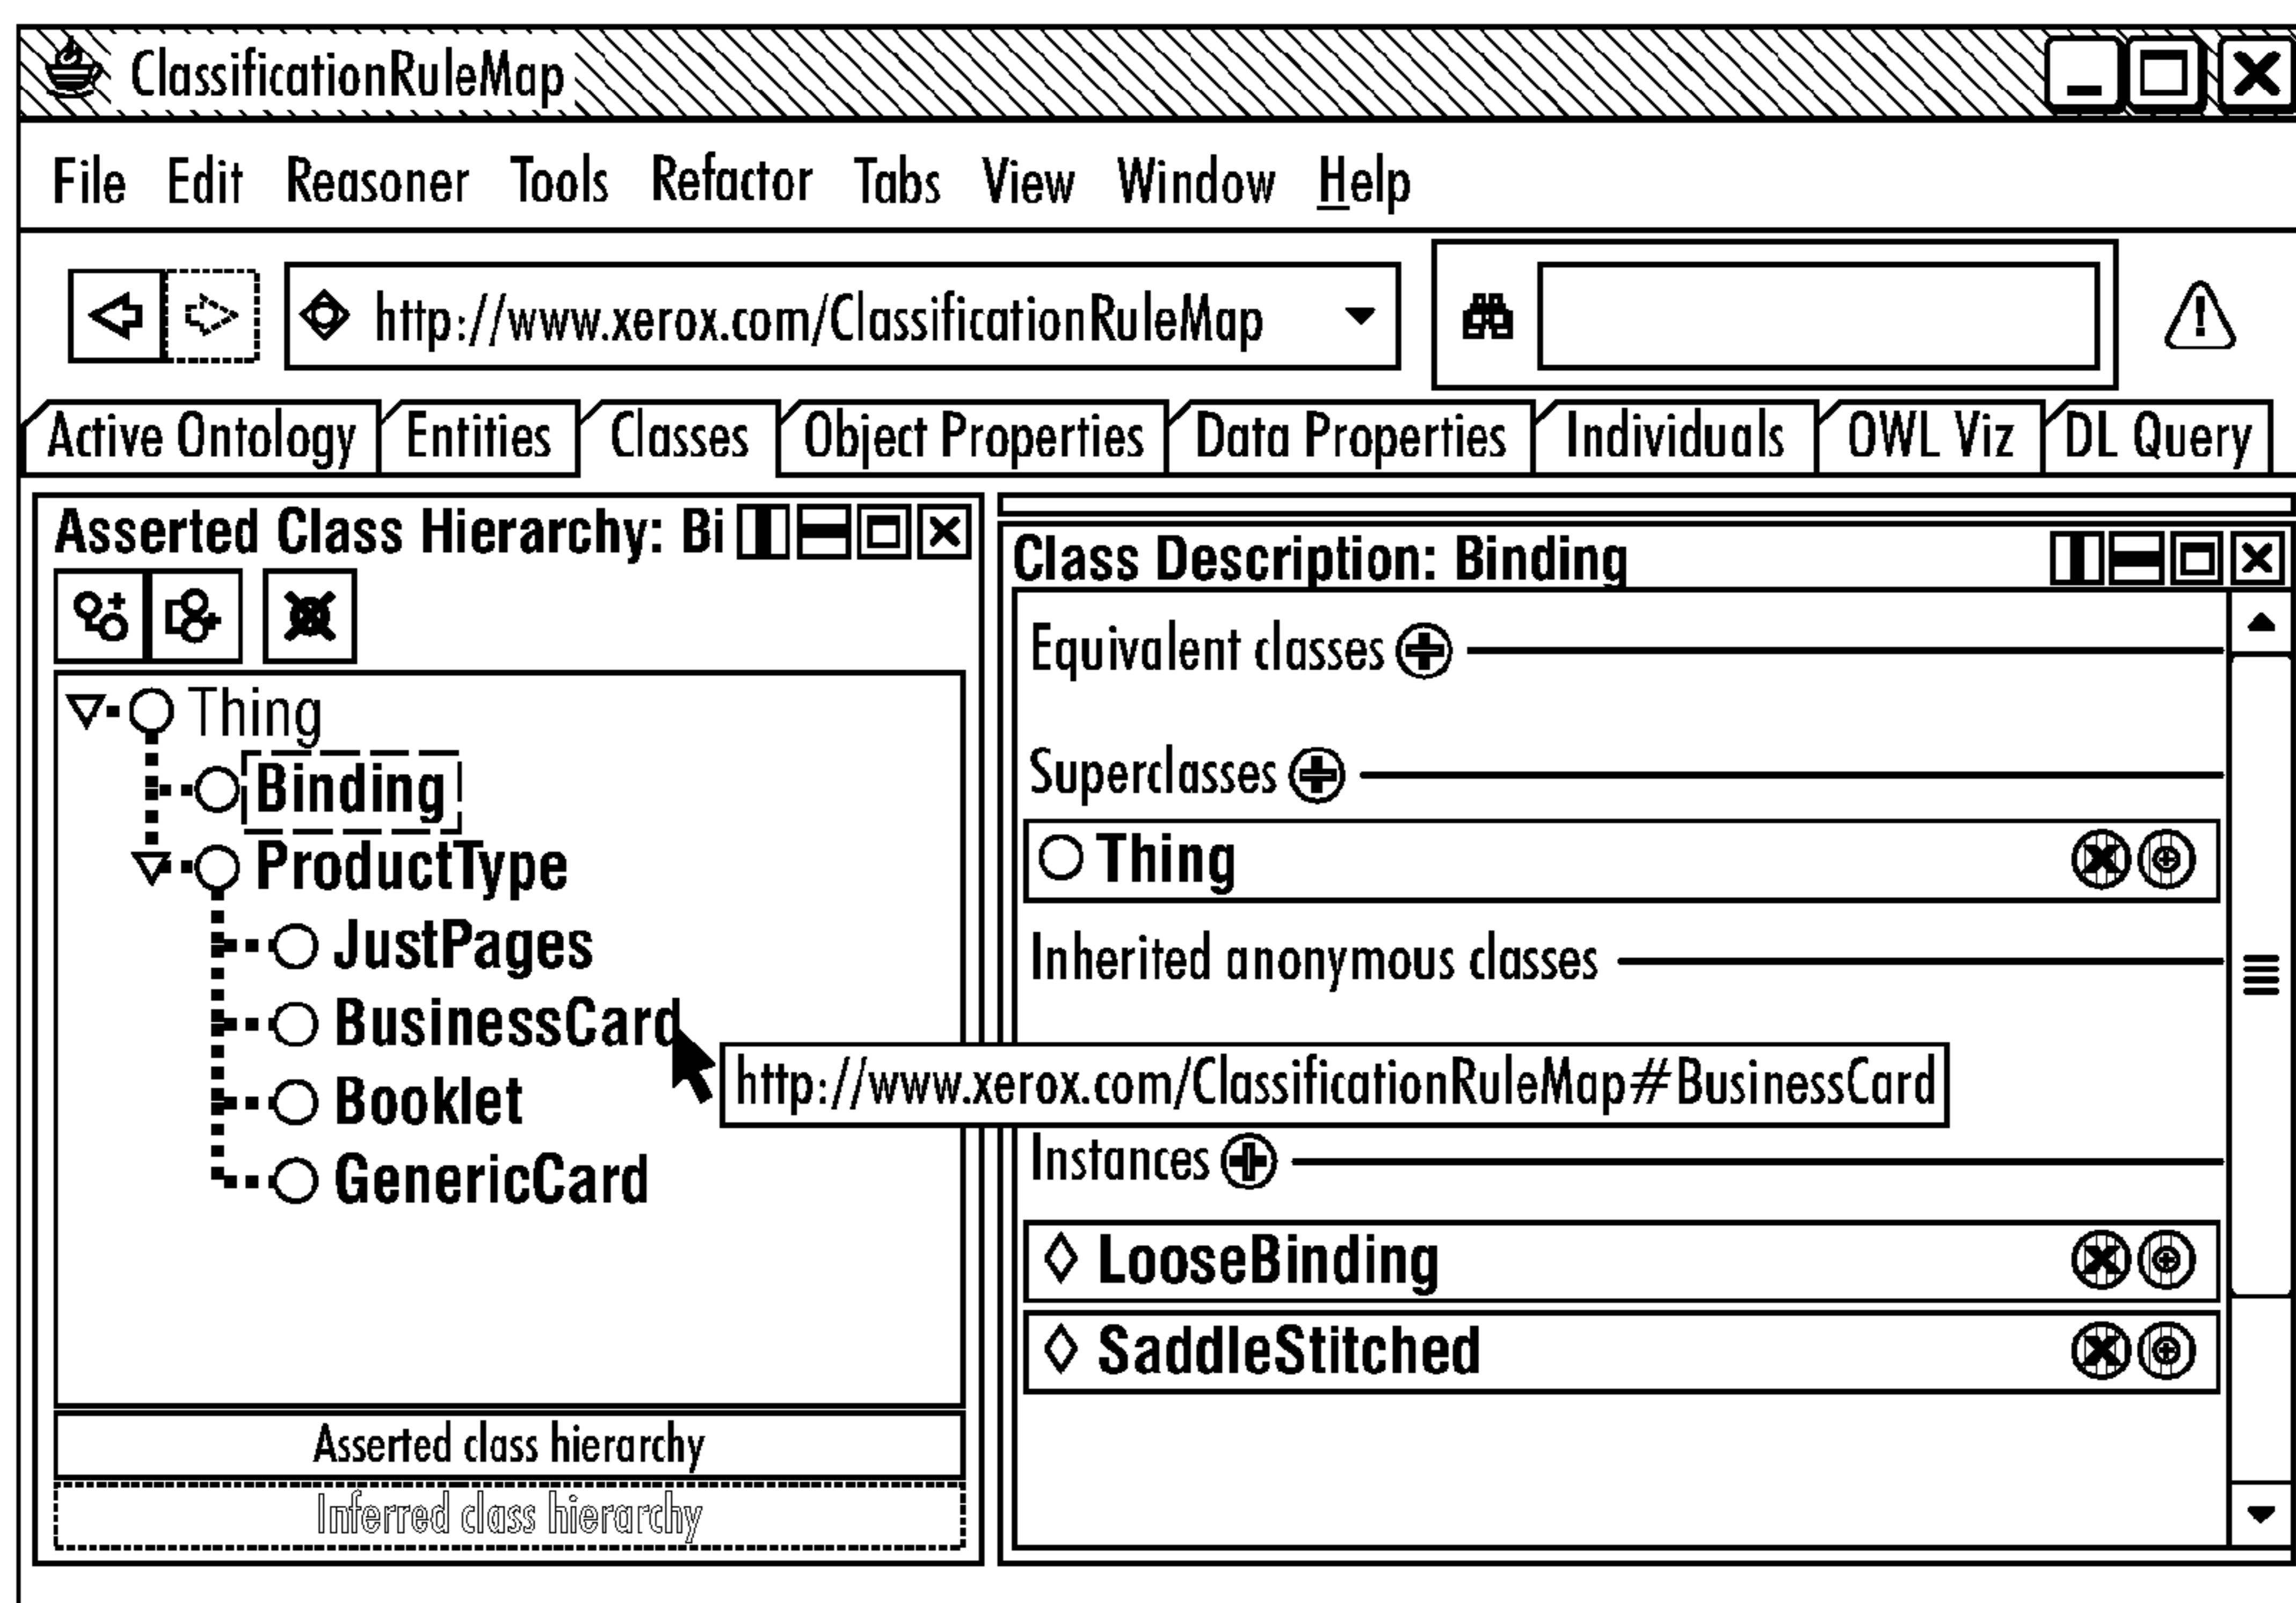 ClassificationRuleMap
File Edit Reasoner Tools Refactor Tabs View Window Help
http://www.xerox.com/ClassificationRuleMap
Active Ontology Entities Classes Object Properties Data Properties Individuals OWL Viz DL Query
Asserted Class Hierarchy: Bi
Thing
Binding
ProductType
JustPages
BusinessCard
Booklet
GenericCard
Asserted class hierarchy
Inferred class hierarchy
Class Description: Binding
Equivalent classes
Superclasses
Thing
Inherited anonymous classes
http://www.xerox.com/ClassificationRuleMap#BusinessCard
Instances
LooseBinding
SaddleStitched